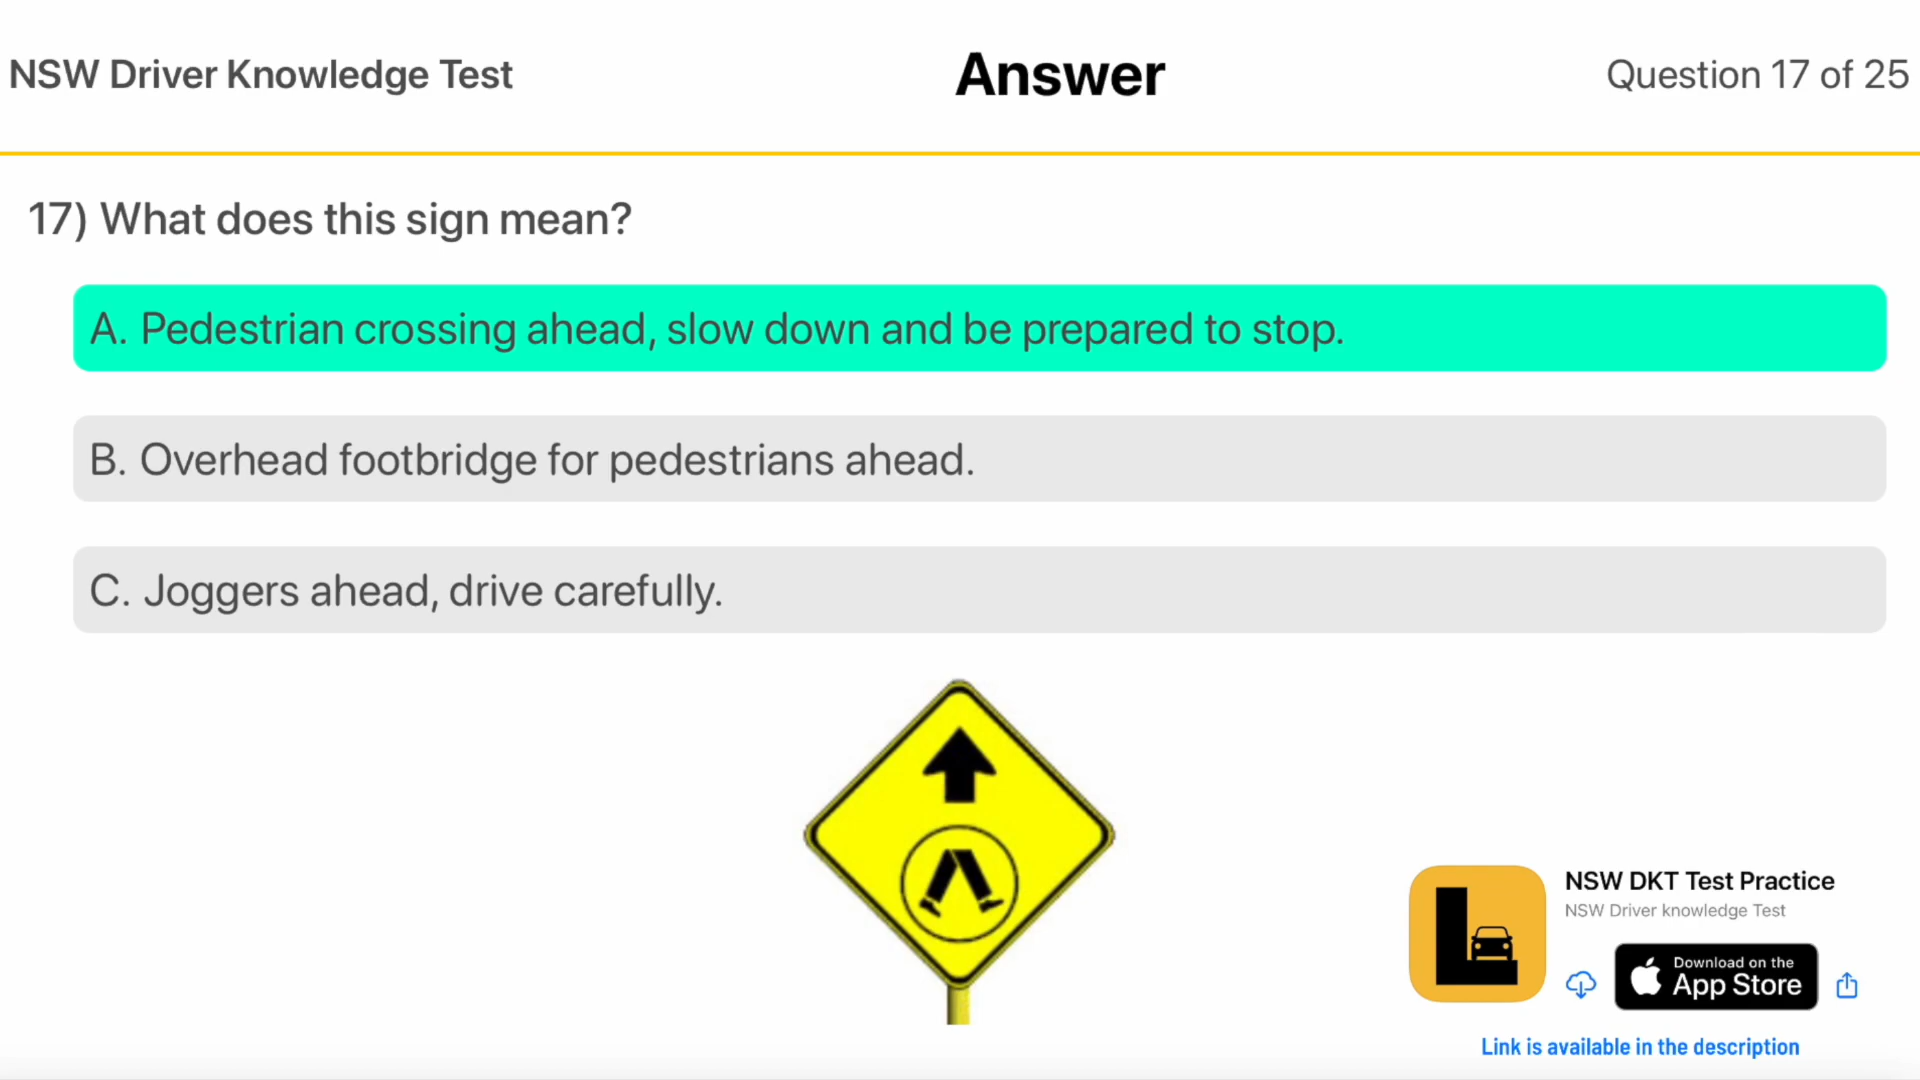 NSW Driver Knowledge Test
Answer
Question 17 of 25
17) What does this sign mean?
A. Pedestrian crossing ahead, slow down and be prepared to stop.
B. Overhead footbridge for pedestrians ahead.
C. Joggers ahead, drive carefully.
NSW DKT Test Practice
NSW Driver knowledge Test
Download on the
App Store
Link is available in the description